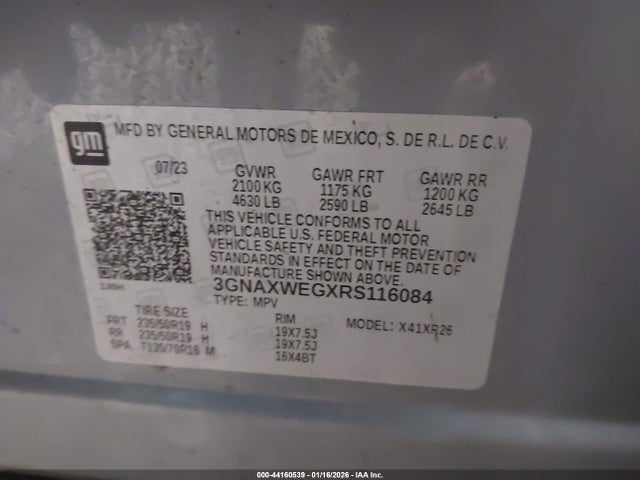 gm
MFD BY GENERAL MOTORS DE MEXICO, S. DE R.L. DE C.V.
07/23 GVWR GAWR FRT GAWR RR
2100 KG 1175 KG 1200 KG
4630 LB 2590 LB 2645 LB
THIS VEHICLE CONFORMS TO ALL
APPLICABLE U.S. FEDERAL MOTOR
VEHICLE SAFETY AND THEFT PREVENTION
STANDARDS IN EFFECT ON THE DATE OF
MANUFACTURE SHOWN ABOVE.
3GNAXWEGXRS116084
TYPE: MPV
TIRE SIZE RIM MODEL: X41XR26
FRT 235/50R19 H 19X7.5J
RR 235/50R19 H 19X7.5J
SPA T135/70R16 M 16X4BT
000-44160539 - 01/16/2026 - IAA Inc.